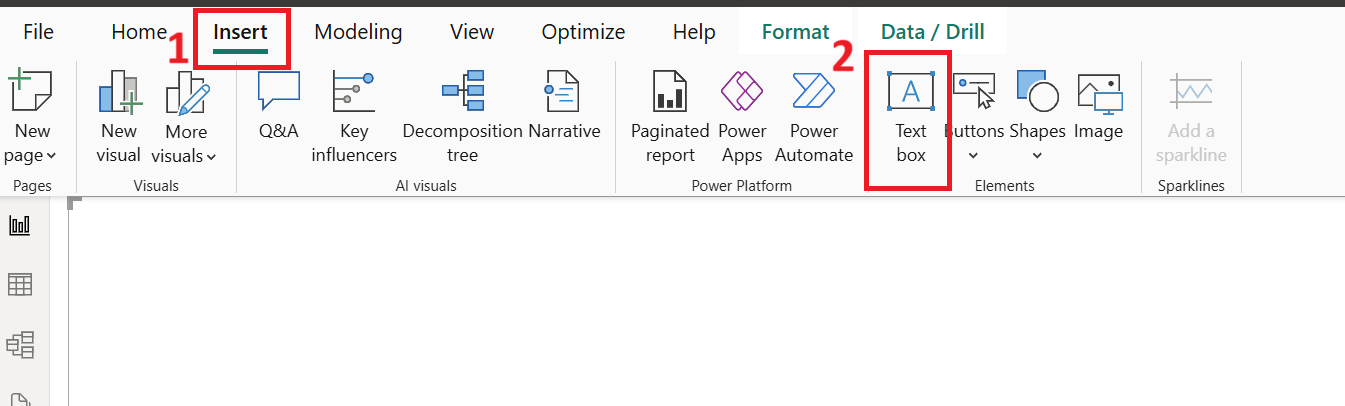 File Home Insert Modeling View Optimize Help Format Data / Drill
1 2
New page New visual More visuals Q&A Key influencers Decomposition tree Narrative Paginated report Power Apps Power Automate A Text box Buttons Shapes Image Add a sparkline
Pages Visuals AI visuals Power Platform Elements Sparklines